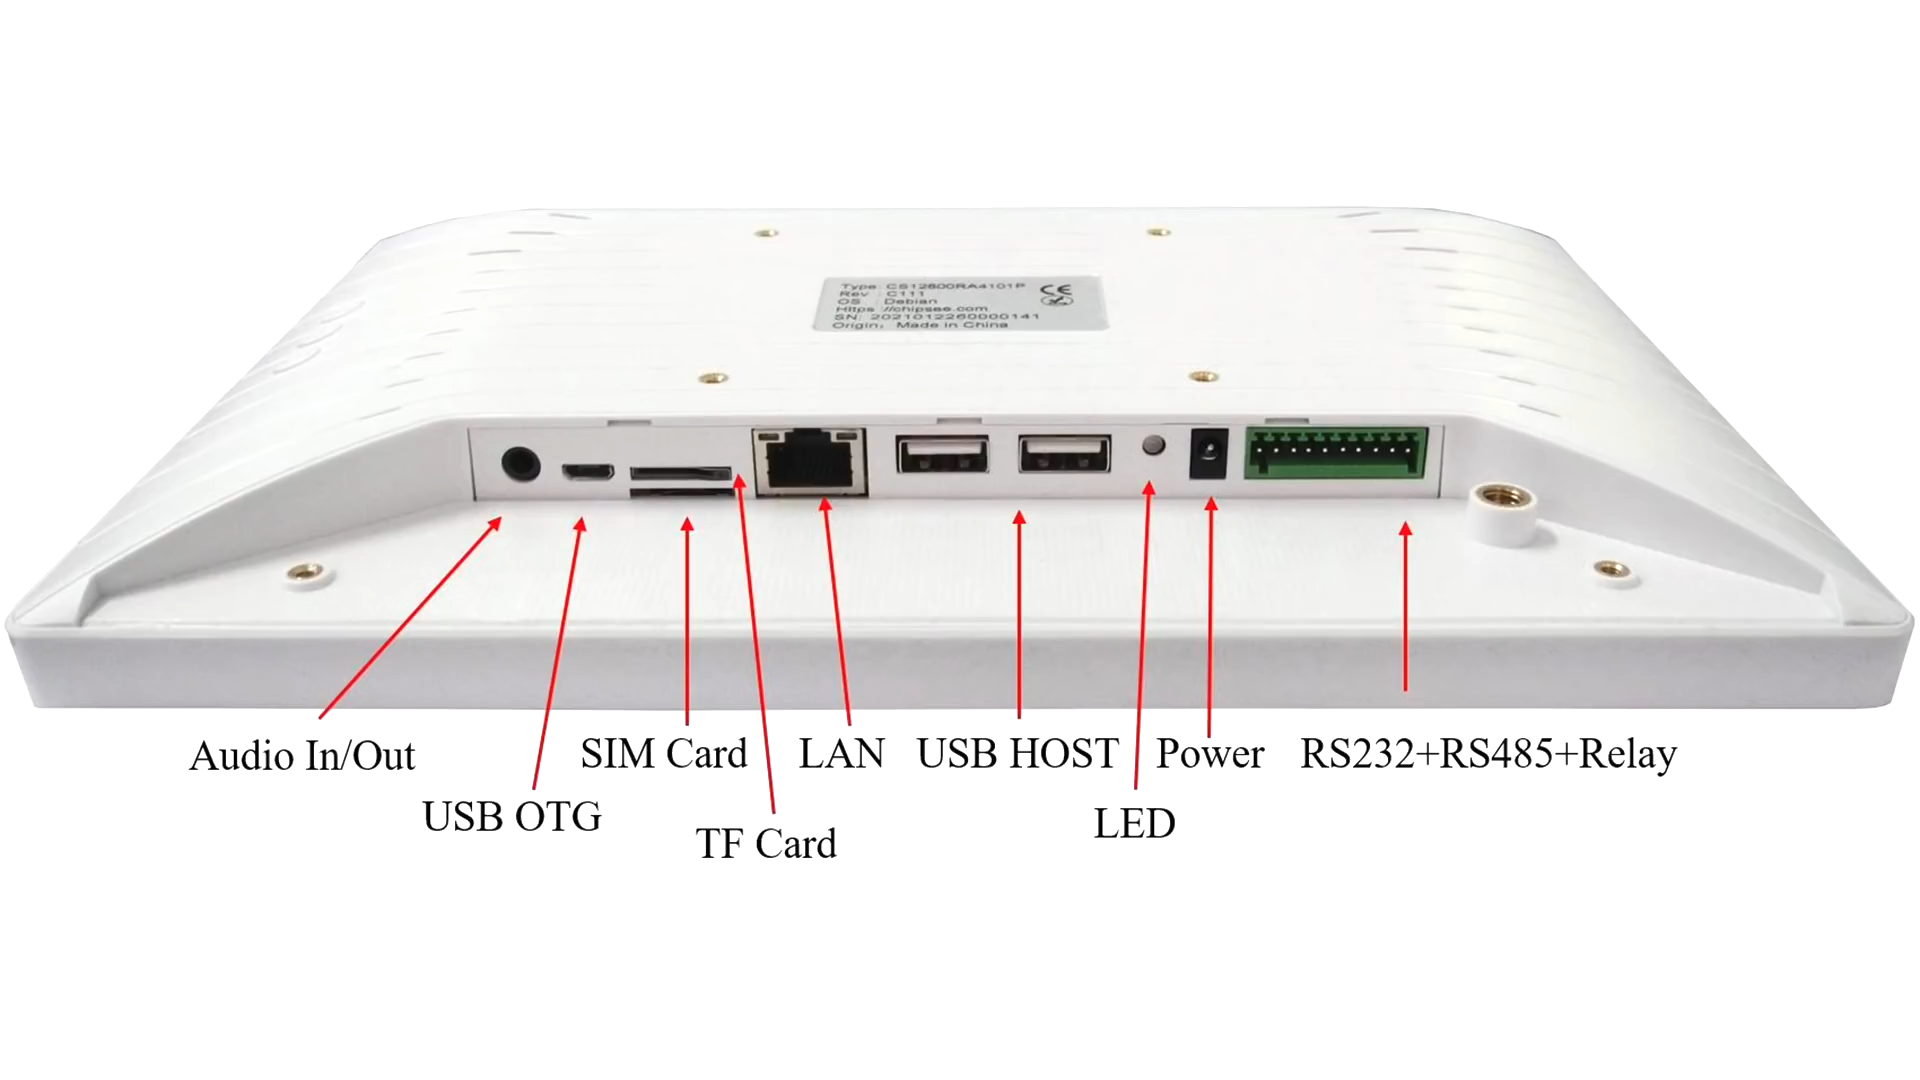 Type: CS12800RA4101P
Rev : C111
OS : Debian
Https://chipsee.com
SN: 2021012260000141
Origin: Made in China
CE
Audio In/Out
USB OTG
SIM Card
TF Card
LAN
USB HOST
LED
Power
RS232+RS485+Relay